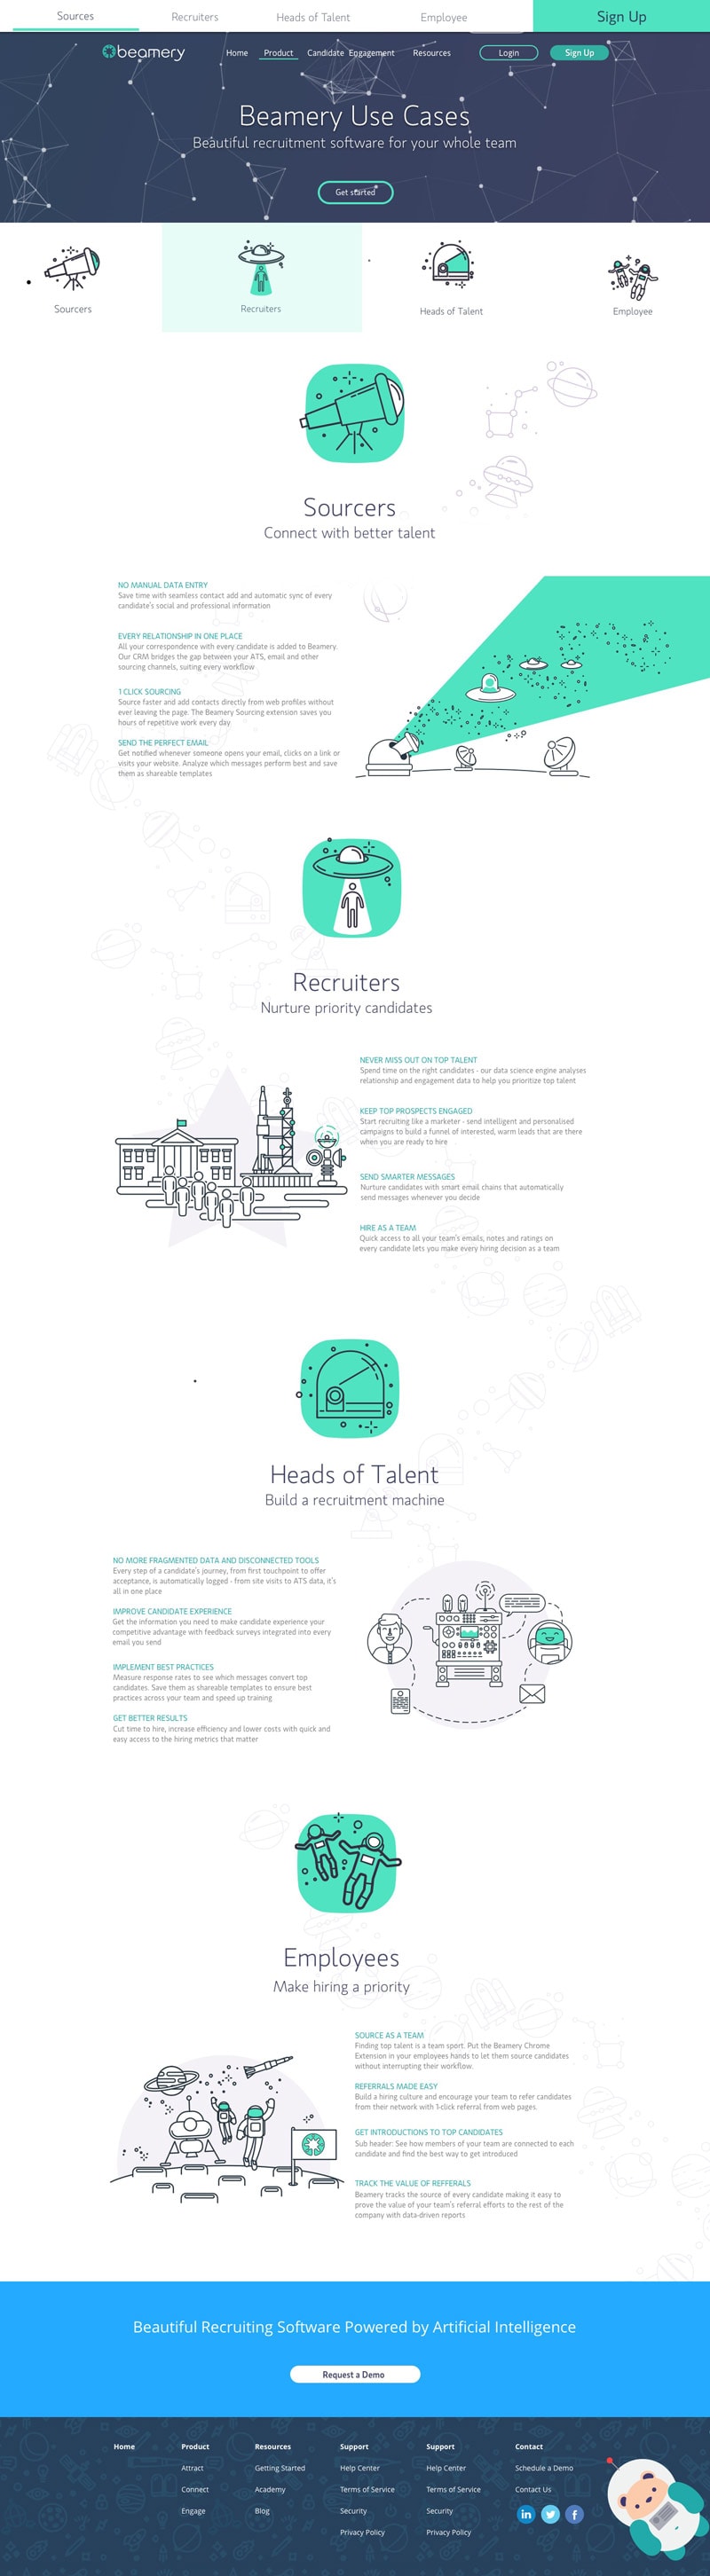 Sources
Recruiters
Heads of Talent
Employee
Sign Up
beamery
Home
Product
Candidate Engagement
Resources
Login
Sign Up
Beamery Use Cases
Beautiful recruitment software for your whole team
Get started
Sourcers
Recruiters
Heads of Talent
Employee
Sourcers
Connect with better talent
NO MANUAL DATA ENTRY
Save time with seamless contact add and automatic sync of every
candidate's social and professional information
EVERY RELATIONSHIP IN ONE PLACE
All your correspondence with every candidate is added to Beamery.
Our CRM bridges the gap between your ATS, email and other
sourcing channels, suiting every workflow
1 CLICK SOURCING
Source faster and add contacts directly from web profiles without
ever leaving the page. The Beamery Sourcing extension saves you
hours of repetitive work every day
SEND THE PERFECT EMAIL
Get notified whenever someone opens your email, clicks on a link or
visits your website. Analyze which messages perform best and save
them as shareable templates
Recruiters
Nurture priority candidates
NEVER MISS OUT ON TOP TALENT
Spend time on the right candidates - our data science engine analyses
relationship and engagement data to help you prioritize top talent
KEEP TOP PROSPECTS ENGAGED
Start recruiting like a marketer - send intelligent and personalised
campaigns to build a funnel of interested, warm leads that are there
when you are ready to hire
SEND SMARTER MESSAGES
Nurture candidates with smart email chains that automatically
send messages whenever you decide
HIRE AS A TEAM
Quick access to all your team's emails, notes and ratings on
every candidate lets you make every hiring decision as a team
Heads of Talent
Build a recruitment machine
NO MORE FRAGMENTED DATA AND DISCONNECTED TOOLS
Every step of a candidate's journey, from first touchpoint to offer
acceptance, is automatically logged - from site visits to ATS data, it's
all in one place
IMPROVE CANDIDATE EXPERIENCE
Get the information you need to make candidate experience your
competitive advantage with feedback surveys integrated into every
email you send
IMPLEMENT BEST PRACTICES
Measure response rates to see which messages convert top
candidates. Save them as shareable templates to ensure best
practices across your team and speed up training
GET BETTER RESULTS
Cut time to hire, increase efficiency and lower costs with quick and
easy access to the hiring metrics that matter
Employees
Make hiring a priority
SOURCE AS A TEAM
Finding top talent is a team sport. Put the Beamery Chrome
Extension in your employees hands to let them source candidates
without interrupting their workflow.
REFERRALS MADE EASY
Build a hiring culture and encourage your team to refer candidates
from their network with 1-click referral from web pages.
GET INTRODUCTIONS TO TOP CANDIDATES
Sub header: See how members of your team are connected to each
candidate and find the best way to get introduced
TRACK THE VALUE OF REFFERALS
Beamery tracks the source of every candidate making it easy to
prove the value of your team's referral efforts to the rest of the
company with data-driven reports
Beautiful Recruiting Software Powered by Artificial Intelligence
Request a Demo
Home
Product
Attract
Connect
Engage
Resources
Getting Started
Academy
Blog
Support
Help Center
Terms of Service
Security
Privacy Policy
Support
Help Center
Terms of Service
Security
Privacy Policy
Contact
Schedule a Demo
Contact Us
in
f